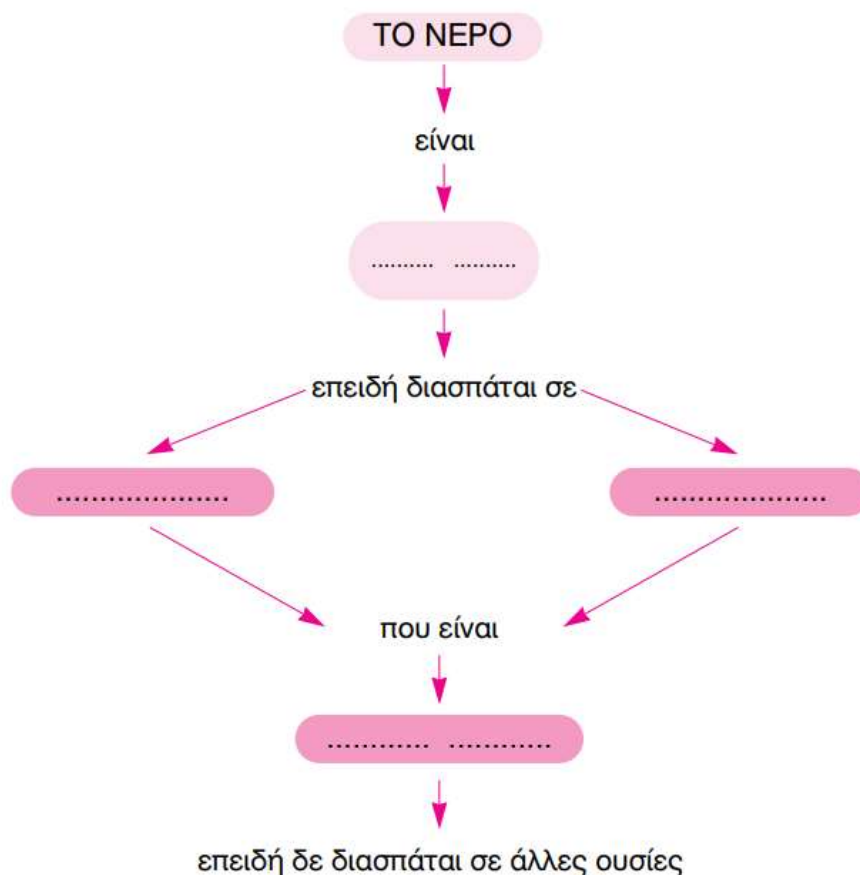 ΤΟ ΝΕΡΟ
είναι
.......... ..........
επειδή διασπάται σε
................... ...................
που είναι
............ ............
επειδή δε διασπάται σε άλλες ουσίες